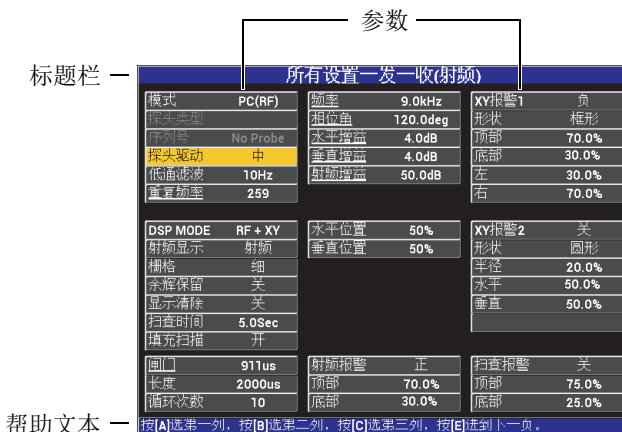 参数
标题栏
所有设置一发一收(射频)
模式 PC(RF)
探头类型
序列号 No Probe
探头驱动 中
低通滤波 10Hz
重复频率 259
频率 9.0kHz
相位角 120.0deg
水平增益 4.0dB
垂直增益 4.0dB
射频增益 50.0dB
XY报警1 负
形状 框形
顶部 70.0%
底部 30.0%
左 30.0%
右 70.0%
DSP MODE RF + XY
射频显示 射频
栅格 细
余辉保留 关
显示清除 关
扫查时间 5.0Sec
填充扫描 开
水平位置 50%
垂直位置 50%
XY报警2 关
形状 圆形
半径 20.0%
水平 50.0%
垂直 50.0%
闸门 911us
长度 2000us
循环次数 10
射频报警 正
顶部 70.0%
底部 30.0%
扫查报警 关
顶部 75.0%
底部 25.0%
帮助文本
按[A]选第一列，按[B]选第二列，按[C]选第三列，按[E]进到下一页。